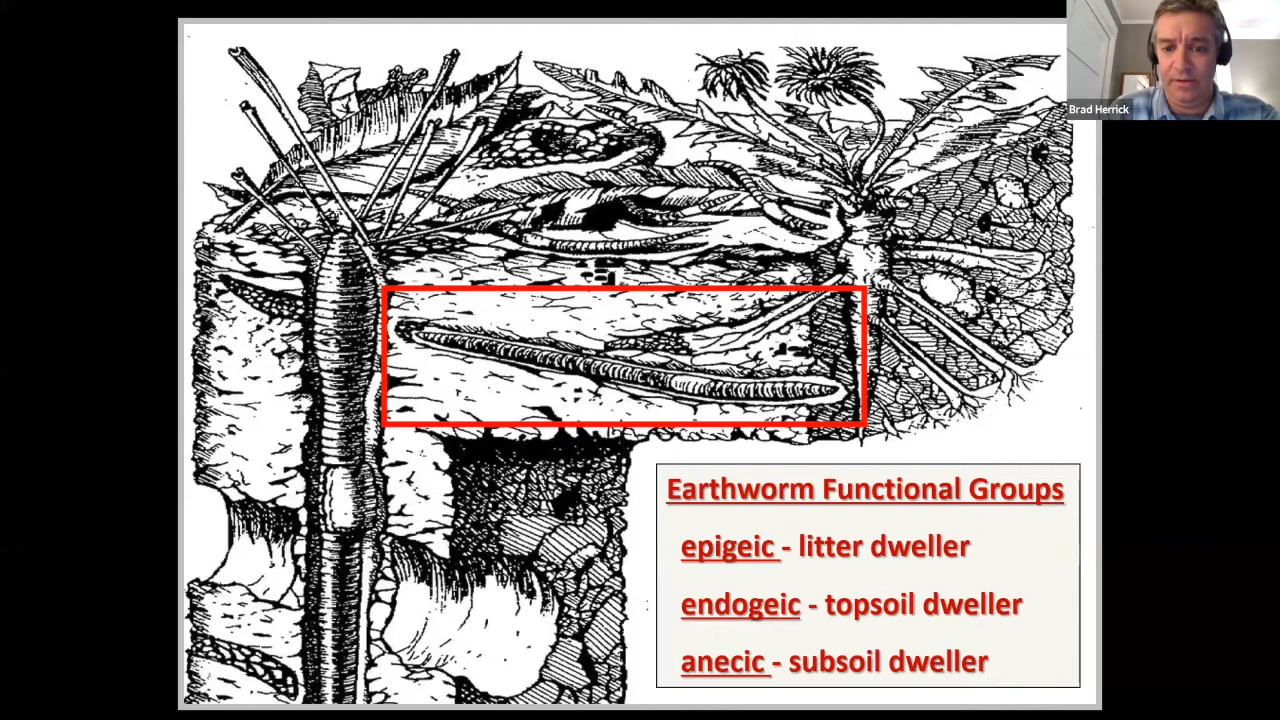 Brad Herrick
Earthworm Functional Groups
epigeic - litter dweller
endogeic - topsoil dweller
anecic - subsoil dweller